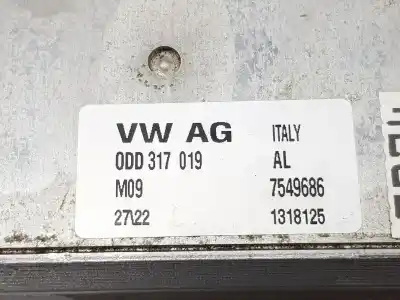 VW AG ITALY
0DD 317 019 AL
M09 7549686
27\22 1318125